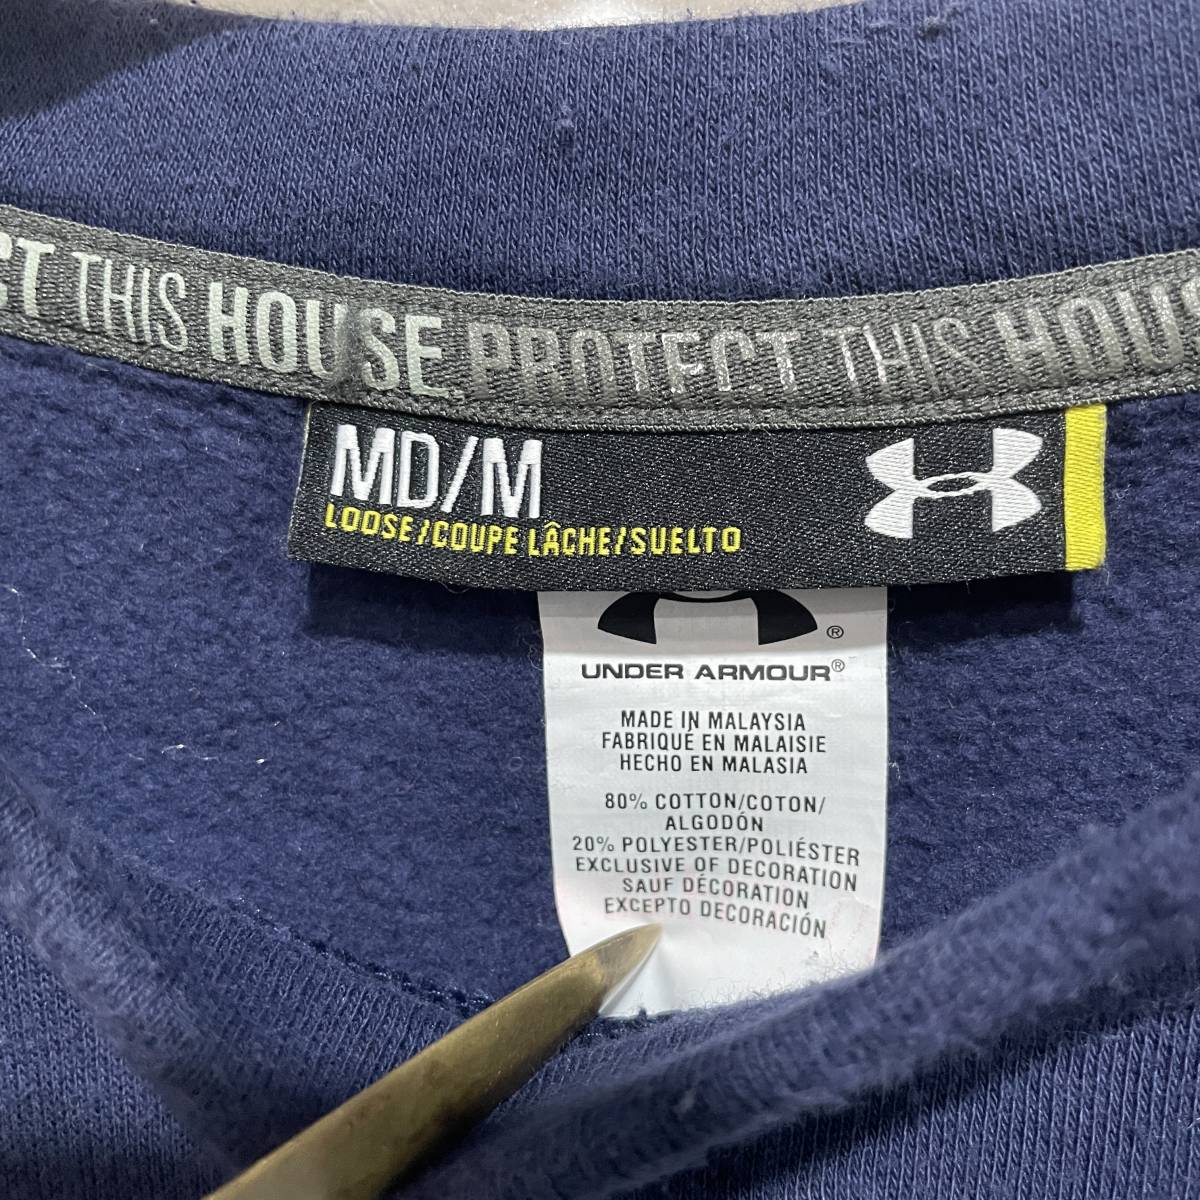 CT THIS HOUSE. PROTECT THIS HOUS
MD/M
LOOSE/COUPE LÂCHE/SUELTO
®
UNDER ARMOUR®
MADE IN MALAYSIA
FABRIQUÉ EN MALAISIE
HECHO EN MALASIA
80% COTTON/COTON/
ALGODÓN
20% POLYESTER/POLIÉSTER
EXCLUSIVE OF DECORATION
SAUF DÉCORATION
EXCEPTO DECORACIÓN